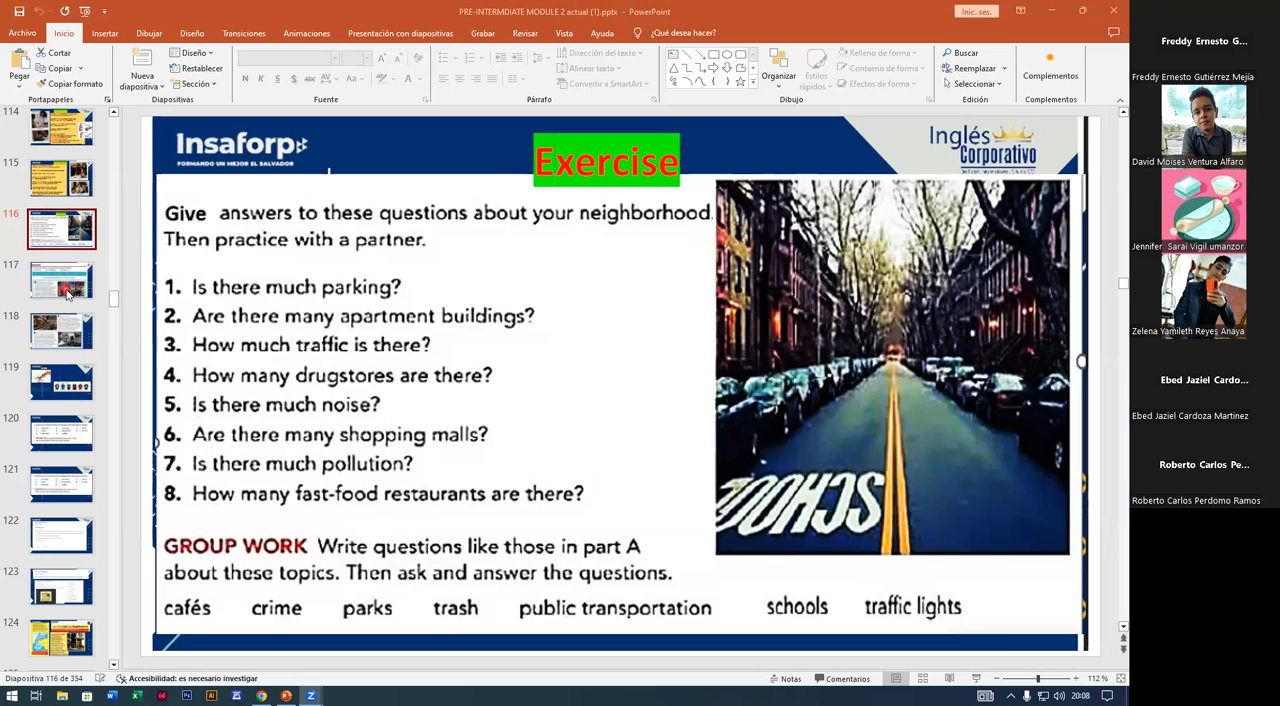 PRE-INTERMDIATE MODULE 2 actual (1).pptx - PowerPoint
Inic. ses.
Archivo Inicio Insertar Dibujar Diseño Transiciones Animaciones Presentación con diapositivas Grabar Revisar Vista Ayuda ¿Qué desea hacer?
Pegar
Cortar
Copiar
Copiar formato
Portapapeles
Nueva diapositiva
Diseño
Restablecer
Sección
Diapositivas
N K S S abc AV Aa A
Fuente
Dirección del texto
Alinear texto
Convertir a SmartArt
Párrafo
Organizar
Estilos rápidos
Relleno de forma
Contorno de forma
Efectos de forma
Dibujo
Buscar
Reemplazar
Seleccionar
Edición
Complementos
Complementos
114
115
116
117
118
119
120
121
122
123
124
Insaforp
FORMANDO UN MEJOR EL SALVADOR
Exercise
Inglés
Corporativo
Give answers to these questions about your neighborhood.
Then practice with a partner.
1. Is there much parking?
2. Are there many apartment buildings?
3. How much traffic is there?
4. How many drugstores are there?
5. Is there much noise?
6. Are there many shopping malls?
7. Is there much pollution?
8. How many fast-food restaurants are there?
SCHOOL
GROUP WORK Write questions like those in part A
about these topics. Then ask and answer the questions.
cafés crime parks trash public transportation schools traffic lights
Freddy Ernesto G...
Freddy Ernesto Gutiérrez Mejía
David Moises Ventura Alfaro
Jennifer Sarai Vigil umanzor
Zelena Yamileth Reyes Anaya
Ebed Jaziel Cardo...
Ebed Jaziel Cardoza Martinez
Roberto Carlos Pe...
Roberto Carlos Perdomo Ramos
Diapositiva 116 de 354
Accesibilidad: es necesario investigar
Notas
Comentarios
112 %
20:08